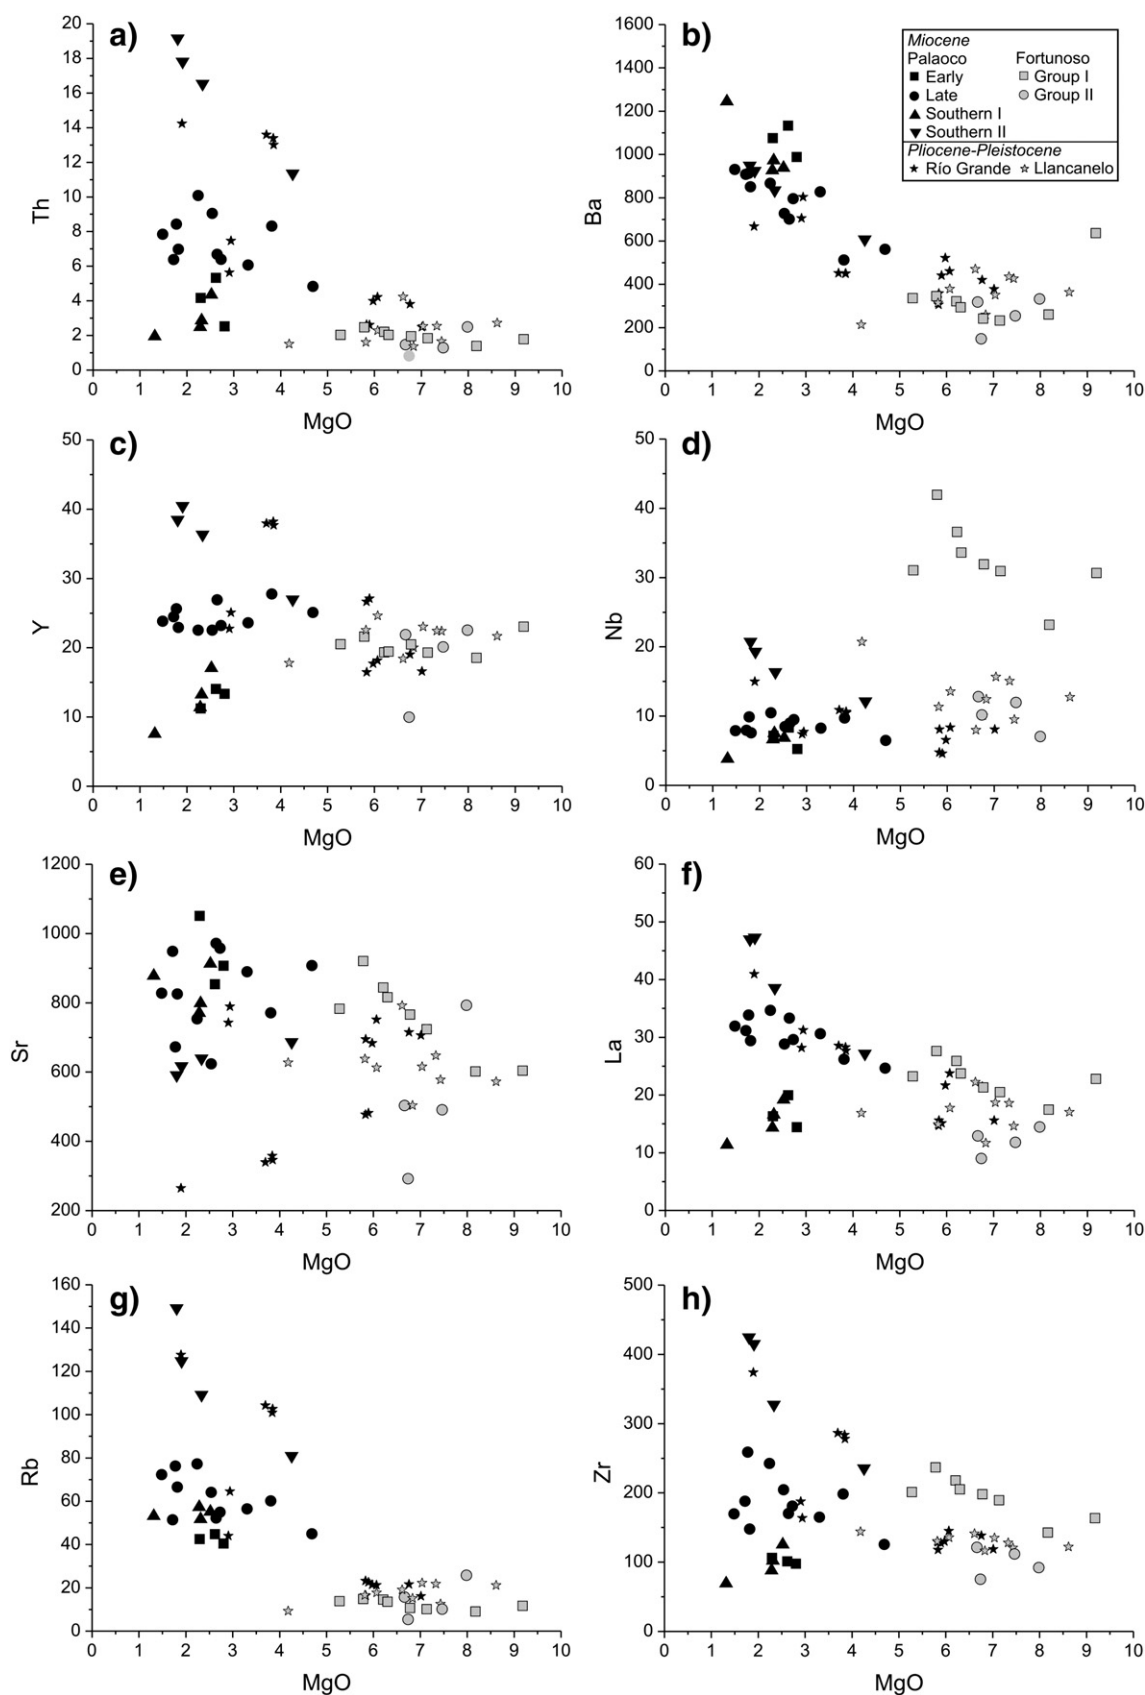 a)
20
18
16
14
12
10
8
6
4
2
0
Th
0 1 2 3 4 5 6 7 8 9 10
MgO
b)
1600
1400
1200
1000
800
600
400
200
0
Ba
0 1 2 3 4 5 6 7 8 9 10
MgO
Miocene
Palaoco Fortunoso
Early Group I
Late Group II
Southern I
Southern II
Pliocene-Pleistocene
Río Grande Llancanelo
c)
50
40
30
20
10
0
Y
0 1 2 3 4 5 6 7 8 9 10
MgO
d)
50
40
30
20
10
0
Nb
0 1 2 3 4 5 6 7 8 9 10
MgO
e)
1200
1000
800
600
400
200
Sr
0 1 2 3 4 5 6 7 8 9 10
MgO
f)
60
50
40
30
20
10
0
La
0 1 2 3 4 5 6 7 8 9 10
MgO
g)
160
140
120
100
80
60
40
20
0
Rb
0 1 2 3 4 5 6 7 8 9 10
MgO
h)
500
400
300
200
100
0
Zr
0 1 2 3 4 5 6 7 8 9 10
MgO